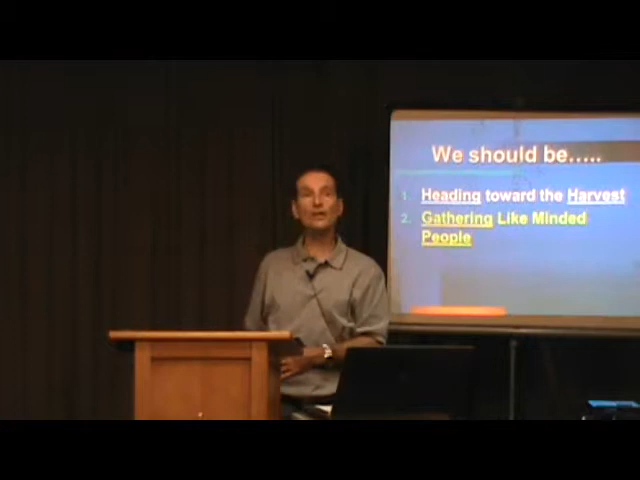 We should be.....
1. Heading toward the Harvest
2. Gathering Like Minded
People